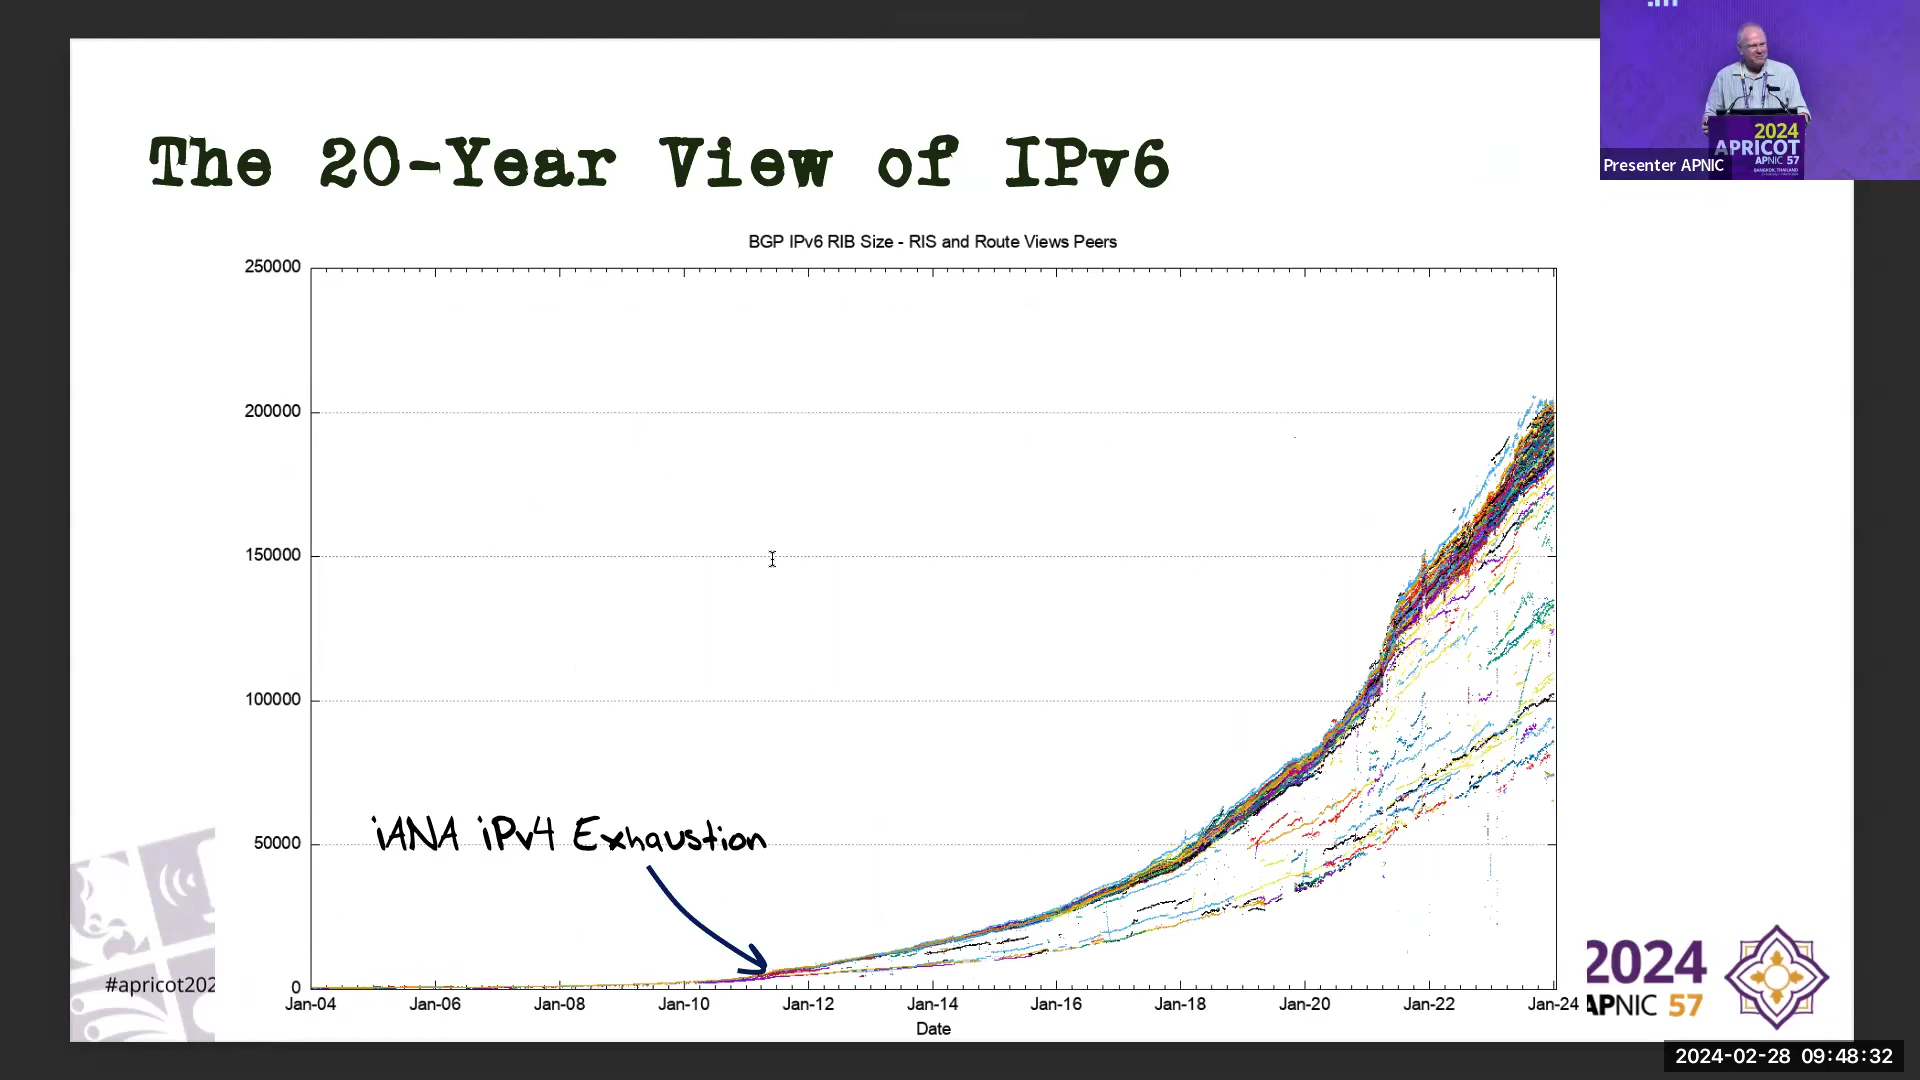 The 20-Year View of IPv6
2024
APRICOT
APNIC 57
BANGKOK, THAILAND
Presenter APNIC
BGP IPv6 RIB Size - RIS and Route Views Peers
250000
200000
150000
100000
50000
0
iANA iPv4 Exhaustion
Jan-04 Jan-06 Jan-08 Jan-10 Jan-12 Jan-14 Jan-16 Jan-18 Jan-20 Jan-22 Jan-24
Date
#apricot202
2024
APNIC 57
2024-02-28 09:48:32